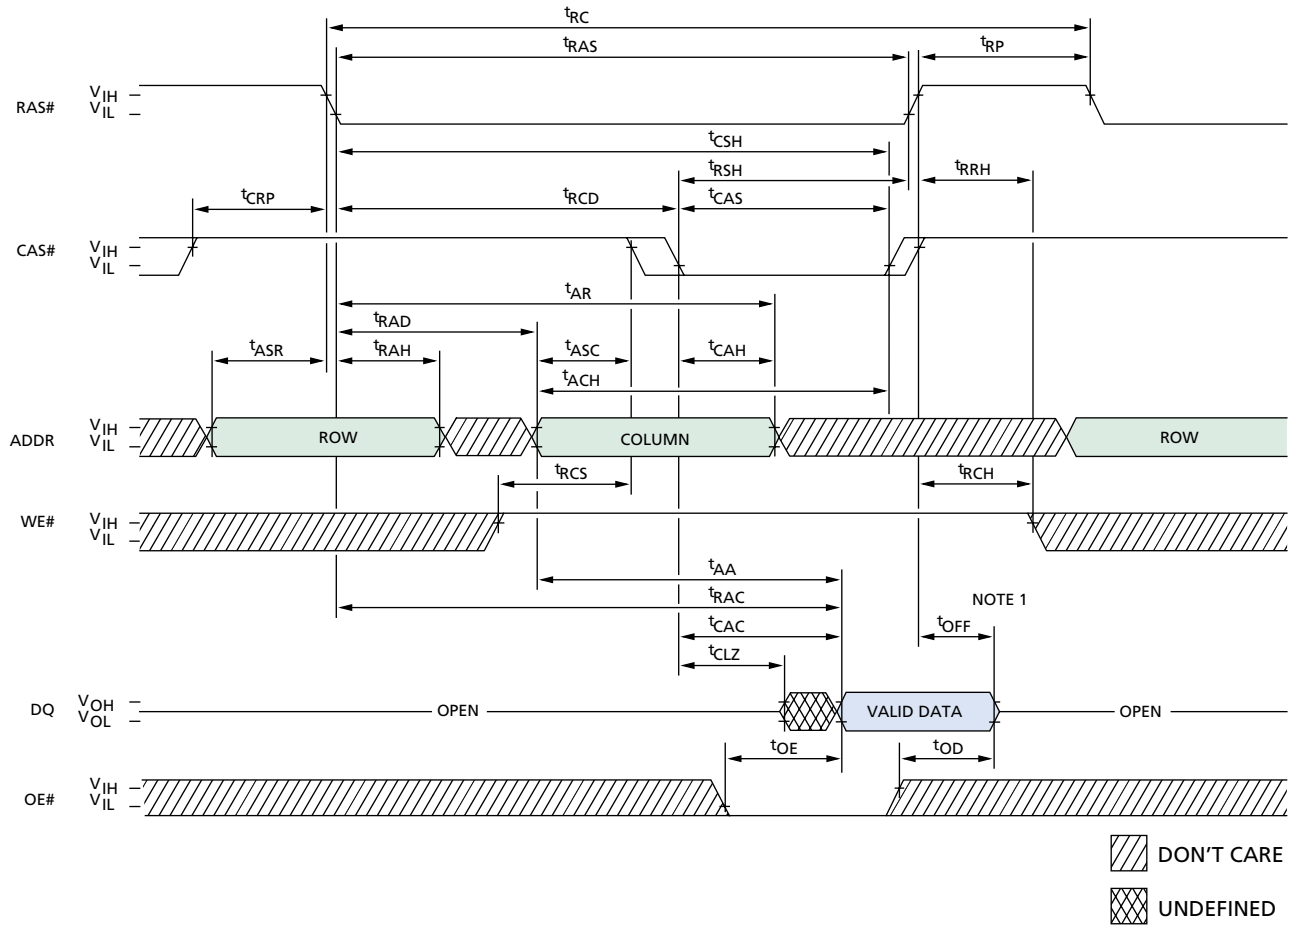 tRC
tRAS
tRP
RAS#
VIH
VIL
tCSH
tRSH
tRRH
tCRP
tRCD
tCAS
CAS#
VIH
VIL
tAR
tRAD
tASR
tRAH
tASC
tCAH
tACH
ADDR
VIH
VIL
ROW
COLUMN
ROW
tRCS
tRCH
WE#
VIH
VIL
tAA
tRAC
NOTE 1
tCAC
tOFF
tCLZ
DQ
VOH
VOL
OPEN
VALID DATA
OPEN
tOE
tOD
OE#
VIH
VIL
DON'T CARE
UNDEFINED